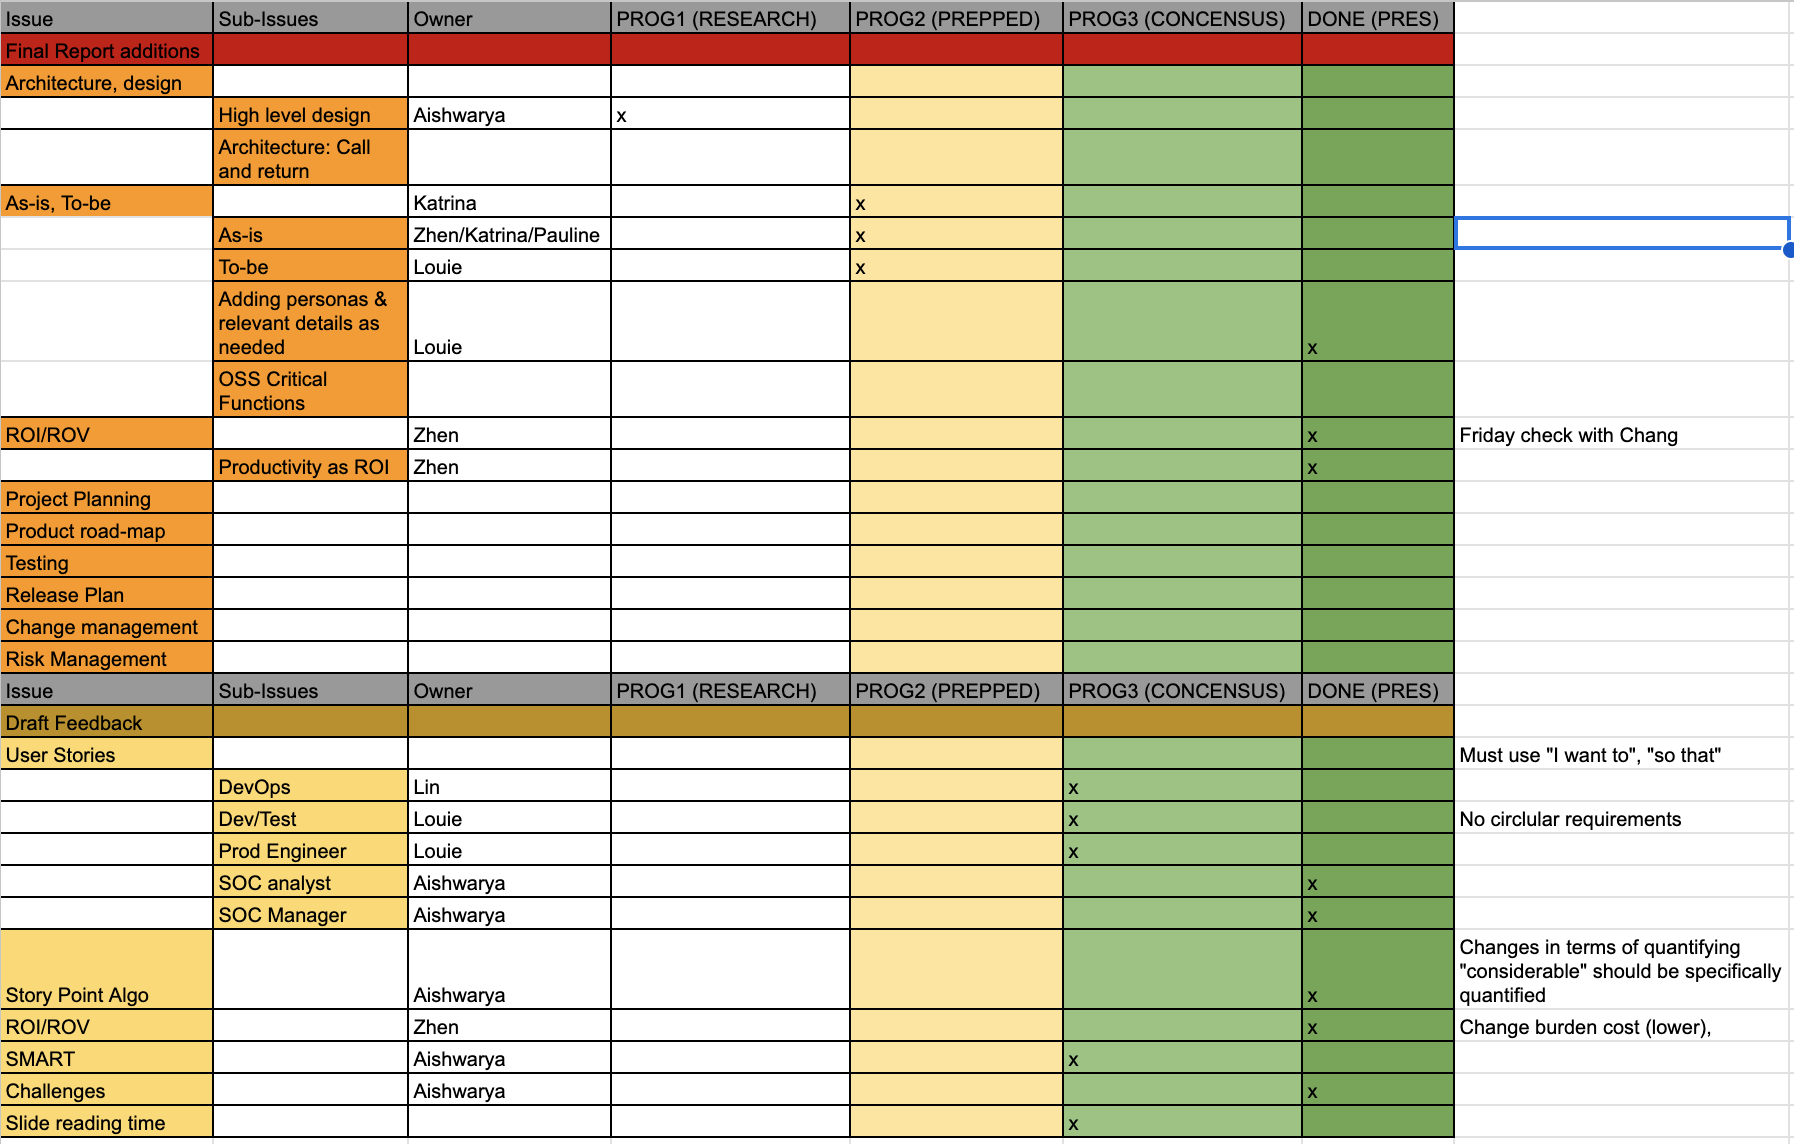 Issue Sub-Issues Owner PROG1 (RESEARCH) PROG2 (PREPPED) PROG3 (CONCENSUS) DONE (PRES)
Final Report additions
Architecture, design
High level design Aishwarya x
Architecture: Call
and return
As-is, To-be Katrina x
As-is Zhen/Katrina/Pauline x
To-be Louie x
Adding personas &
relevant details as
needed Louie x
OSS Critical
Functions
ROI/ROV Zhen x Friday check with Chang
Productivity as ROI Zhen x
Project Planning
Product road-map
Testing
Release Plan
Change management
Risk Management
Issue Sub-Issues Owner PROG1 (RESEARCH) PROG2 (PREPPED) PROG3 (CONCENSUS) DONE (PRES)
Draft Feedback
User Stories Must use "I want to", "so that"
DevOps Lin x
Dev/Test Louie x No circlular requirements
Prod Engineer Louie x
SOC analyst Aishwarya x
SOC Manager Aishwarya x
Changes in terms of quantifying
"considerable" should be specifically
Story Point Algo Aishwarya x quantified
ROI/ROV Zhen x Change burden cost (lower),
SMART Aishwarya x
Challenges Aishwarya x
Slide reading time x